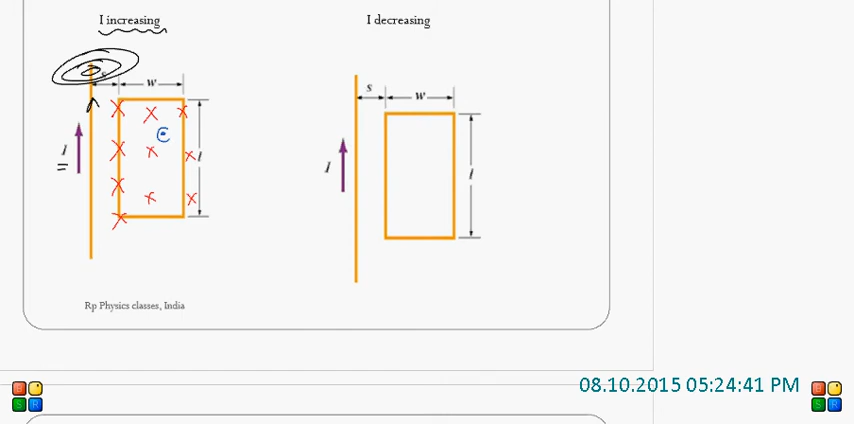 I increasing
I decreasing
s
w
s
w
I
l
I
l
Rp Physics classes, India
08.10.2015 05:24:41 PM
P
S R
P
S R